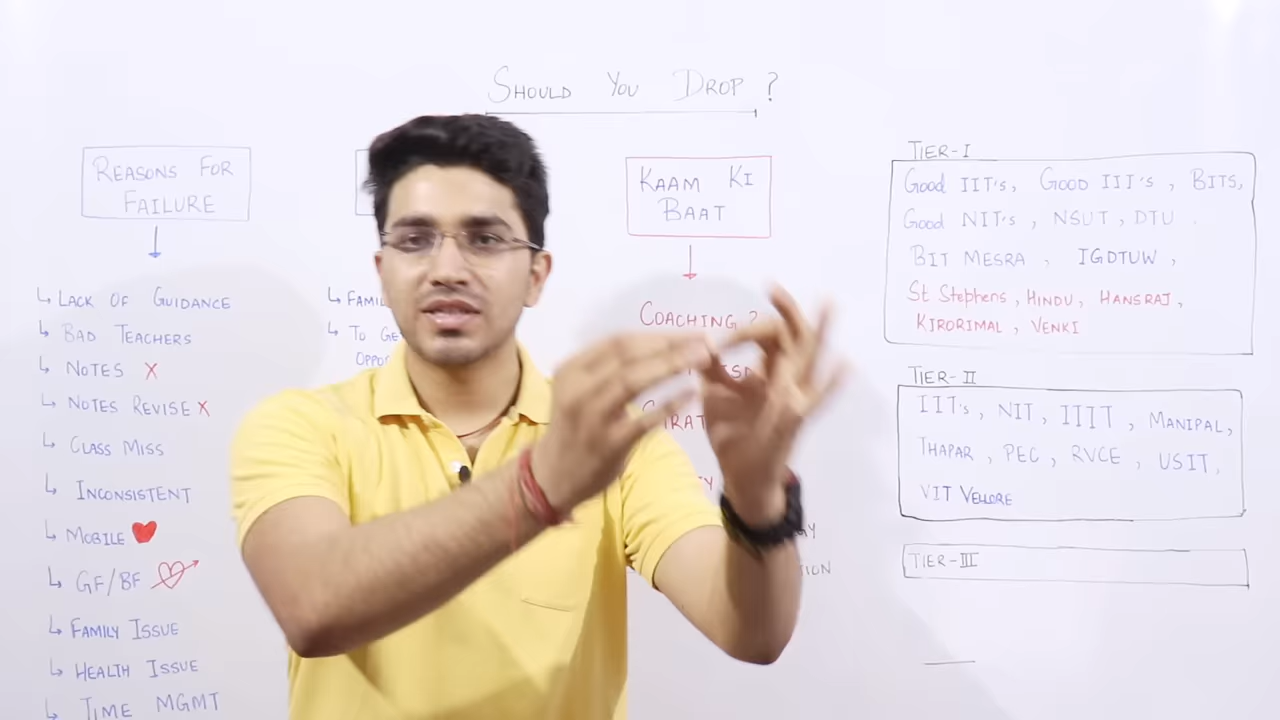 SHOULD YOU DROP ?
REASONS FOR
FAILURE
LACK OF GUIDANCE
BAD TEACHERS
NOTES X
NOTES REVISE X
CLASS MISS
INCONSISTENT
MOBILE
GF/BF
FAMILY ISSUE
HEALTH ISSUE
TIME MGMT
TO
KAAM KI
BAAT
COACHING ?
TIER-I
Good IIT's, GOOD IIIT's, BITS,
Good NIT's, NSUT, DTU.
BIT MESRA, IGDTUW,
St Stephens, HINDU, HANSRAJ,
KIRORIMAL, VENKI
TIER-II
IIT's, NIT, IIIT, MANIPAL,
THAPAR, PEC, RVCE, USIT,
VIT VELLORE
TIER-III